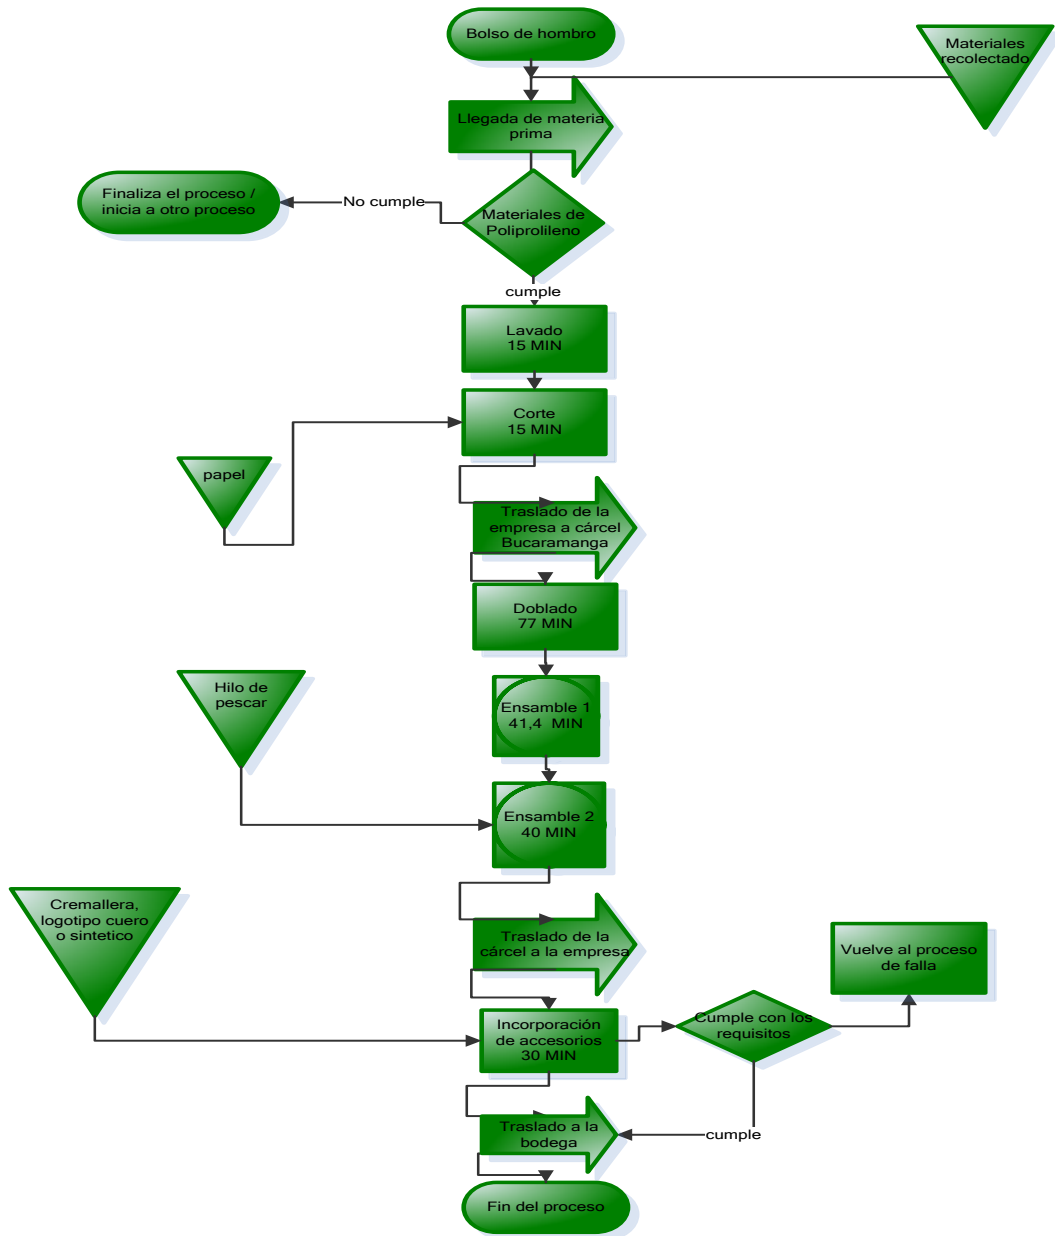 Bolso de hombro
Materiales
recolectado
Llegada de materia
prima
Finaliza el proceso /
inicia a otro proceso
No cumple
Materiales de
Poliprolileno
cumple
Lavado
15 MIN
Corte
15 MIN
papel
Traslado de la
empresa a cárcel
Bucaramanga
Doblado
77 MIN
Hilo de
pescar
Ensamble 1
41,4 MIN
Ensamble 2
40 MIN
Cremallera,
logotipo cuero
o sintetico
Traslado de la
cárcel a la empresa
Vuelve al proceso
de falla
Incorporación
de accesorios
30 MIN
Cumple con los
requisitos
Traslado a la
bodega
cumple
Fin del proceso